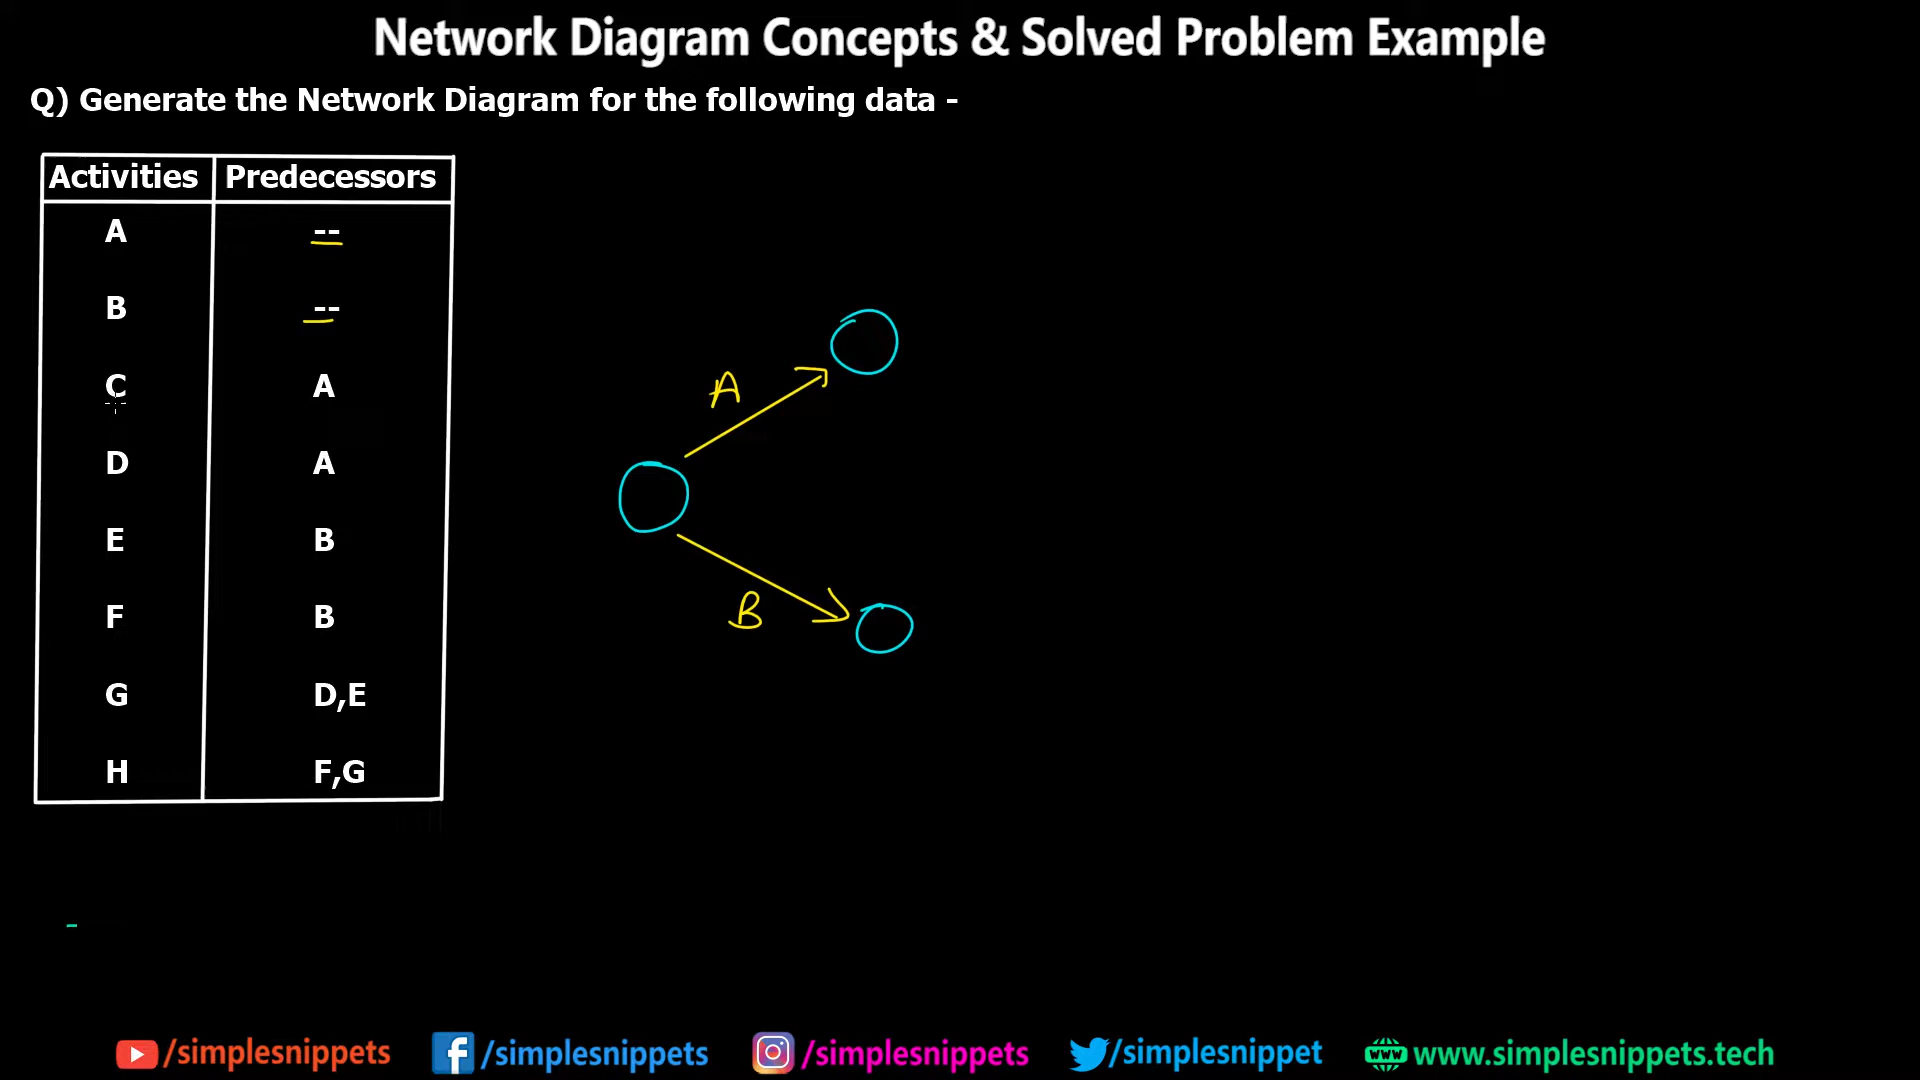 Network Diagram Concepts & Solved Problem Example
Q) Generate the Network Diagram for the following data -
Activities Predecessors
A --
B --
C A
D A
E B
F B
G D,E
H F,G
A
B
/simplesnippets /simplesnippets /simplesnippets /simplesnippet www.simplesnippets.tech